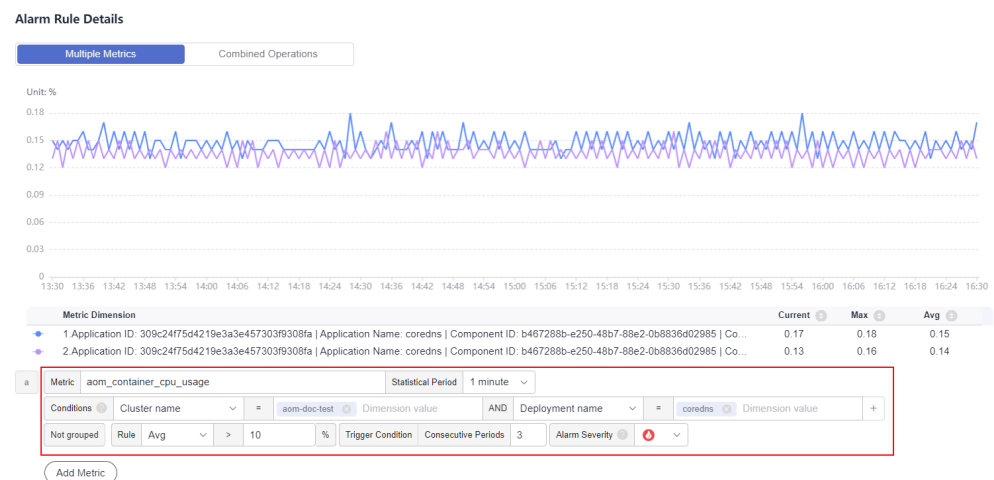 Alarm Rule Details
Multiple Metrics Combined Operations
Unit: %
0.18
0.15
0.12
0.09
0.06
0.03
0
13:30 13:36 13:42 13:48 13:54 14:00 14:06 14:12 14:18 14:24 14:30 14:36 14:42 14:48 14:54 15:00 15:06 15:12 15:18 15:24 15:30 15:36 15:42 15:48 15:54 16:00 16:06 16:12 16:18 16:24 16:30
Metric Dimension Current Max Avg
1.Application ID: 309c24f75d4219e3a3e457303f9308fa | Application Name: coredns | Component ID: b467288b-e250-48b7-88e2-0b8836d02985 | Co... 0.17 0.18 0.15
2.Application ID: 309c24f75d4219e3a3e457303f9308fa | Application Name: coredns | Component ID: b467288b-e250-48b7-88e2-0b8836d02985 | Co... 0.13 0.16 0.14
a Metric aom_container_cpu_usage Statistical Period 1 minute
Conditions Cluster name = aom-doc-test Dimension value AND Deployment name = coredns Dimension value +
Not grouped Rule Avg > 10 % Trigger Condition Consecutive Periods 3 Alarm Severity
Add Metric